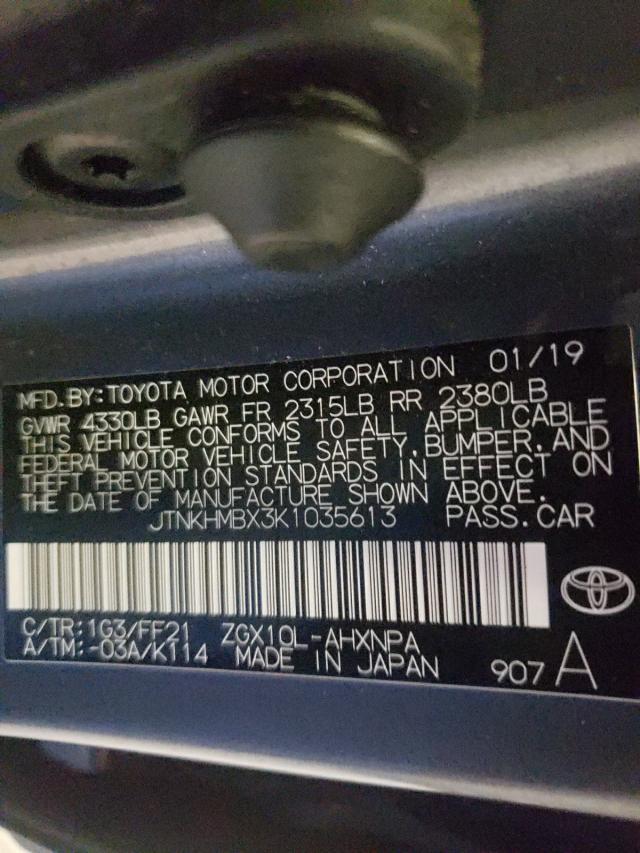 MFD.BY:TOYOTA MOTOR CORPORATION 01/19
GVWR 4330LB GAWR FR 2315LB RR 2380LB
THIS VEHICLE CONFORMS TO ALL APPLICABLE
FEDERAL MOTOR VEHICLE SAFETY,BUMPER,AND
THEFT PREVENTION STANDARDS IN EFFECT ON
THE DATE OF MANUFACTURE SHOWN ABOVE.
JTNKHMBX3K1035613 PASS.CAR
C/TR:1G3/FF21 ZGX10L-AHXNPA
A/TM:-03A/K114 MADE IN JAPAN 907 A